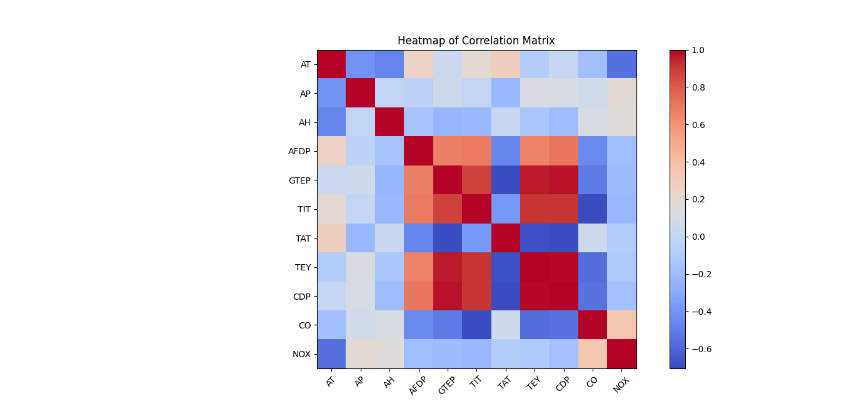 Heatmap of Correlation Matrix
AT
AP
AH
AFDP
GTEP
TIT
TAT
TEY
CDP
CO
NOX
AT AP AH AFDP GTEP TIT TAT TEY CDP CO NOX
1.0
0.8
0.6
0.4
0.2
0.0
−0.2
−0.4
−0.6